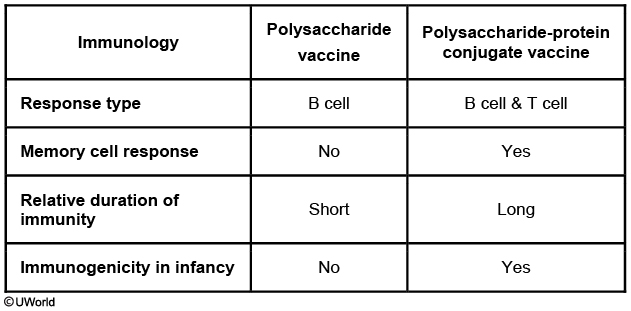 Immunology
Polysaccharide
vaccine
Polysaccharide-protein
conjugate vaccine
Response type
B cell
B cell & T cell
Memory cell response
No
Yes
Relative duration of
immunity
Short
Long
Immunogenicity in infancy
No
Yes
©UWorld